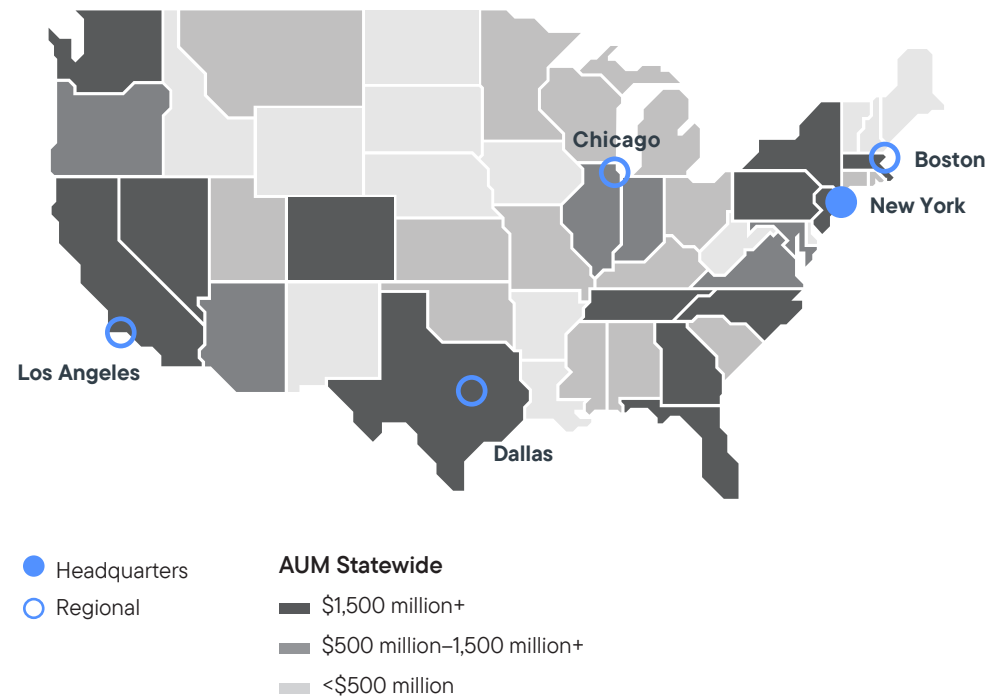 Chicago
Boston
New York
Los Angeles
Dallas
Headquarters
Regional
AUM Statewide
$1,500 million+
$500 million–1,500 million+
<$500 million